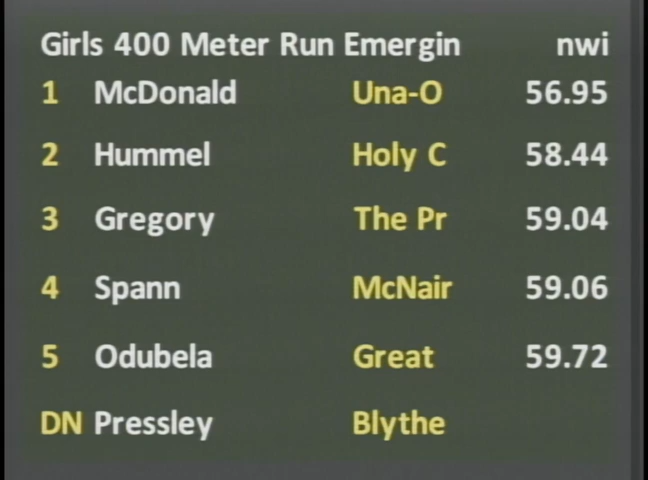 Girls 400 Meter Run Emergin nwi
1 McDonald Una-O 56.95
2 Hummel Holy C 58.44
3 Gregory The Pr 59.04
4 Spann McNair 59.06
5 Odubela Great 59.72
DN Pressley Blythe